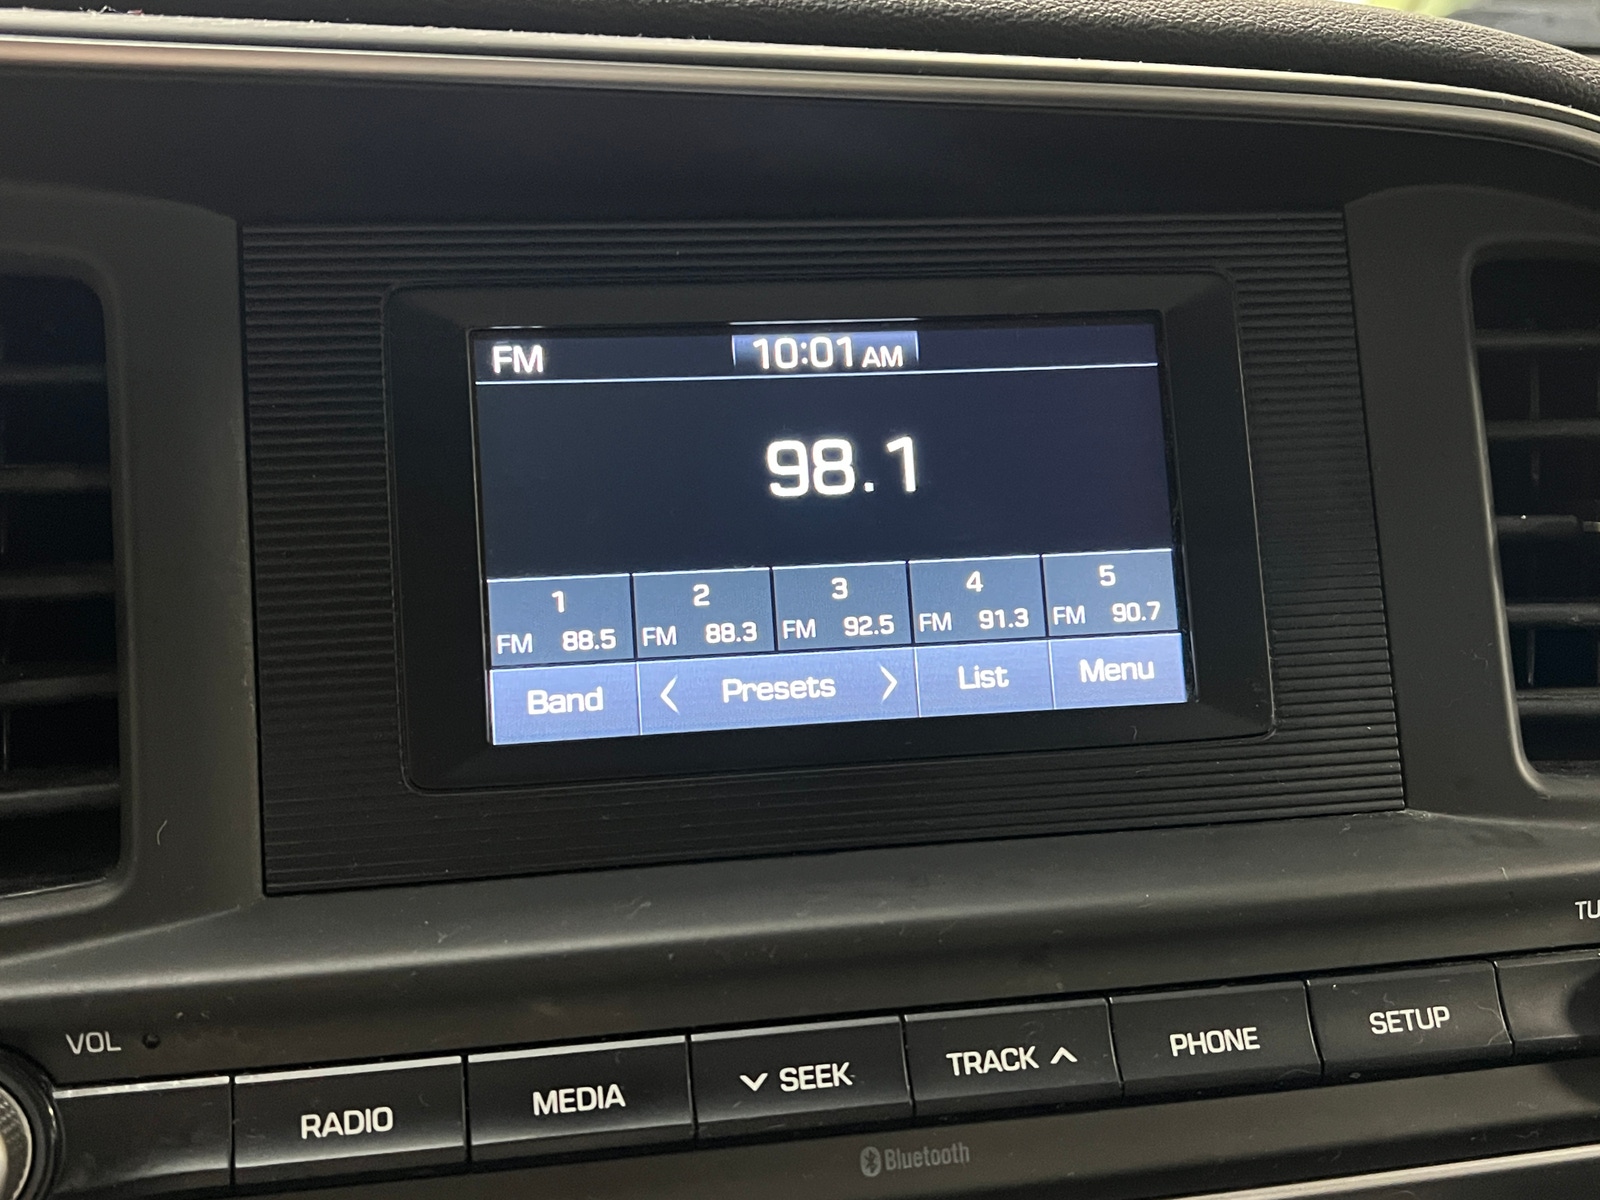 FM 10:01 AM
98.1
1 2 3 4 5
FM 88.5 FM 88.3 FM 92.5 FM 91.3 FM 90.7
Band < Presets > List Menu
VOL TU
RADIO MEDIA ∨ SEEK TRACK ∧ PHONE SETUP
Bluetooth